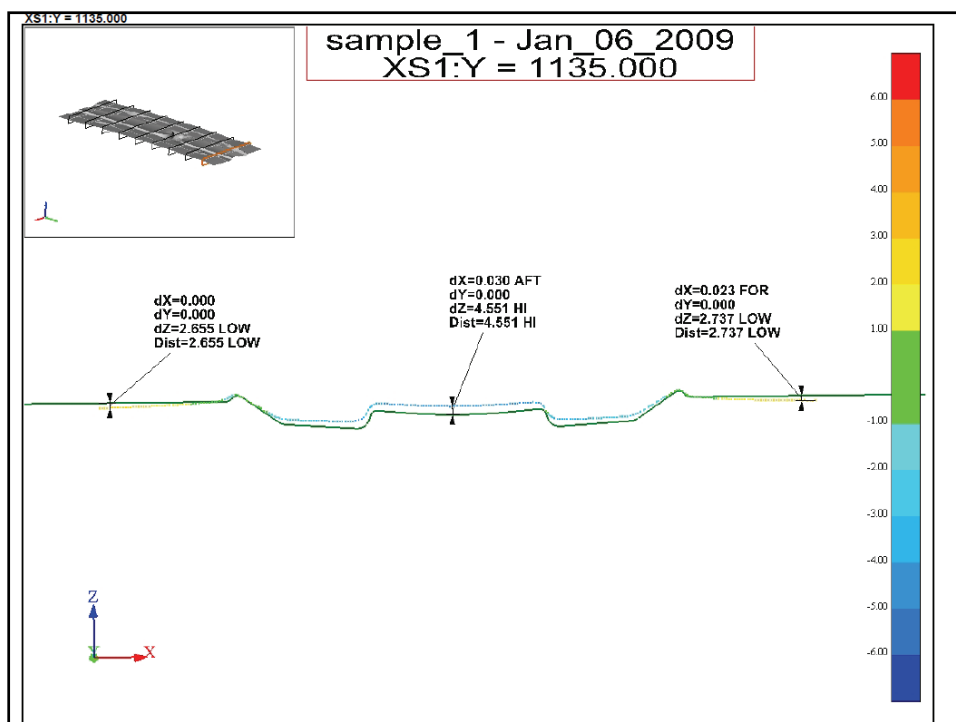 XS1:Y = 1135.000
sample_1 - Jan_06_2009
XS1:Y = 1135.000
6.00
5.00
4.00
3.00
2.00
1.00
-1.00
-2.00
-3.00
-4.00
-5.00
-6.00
dX=0.000
dY=0.000
dZ=2.655 LOW
Dist=2.655 LOW
dX=0.030 AFT
dY=0.000
dZ=4.551 HI
Dist=4.551 HI
dX=0.023 FOR
dY=0.000
dZ=2.737 LOW
Dist=2.737 LOW
Z
Y
X